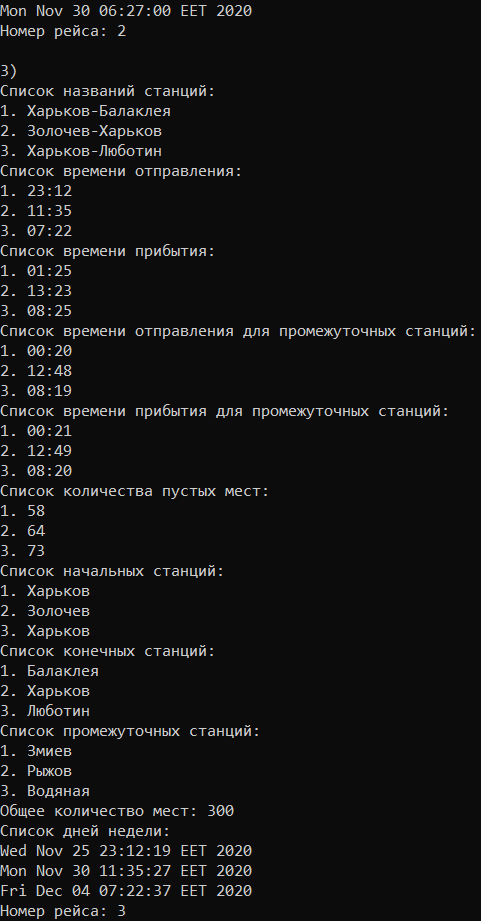 Mon Nov 30 06:27:00 EET 2020
Номер рейса: 2
3)
Список названий станций:
1. Харьков-Балаклея
2. Золочев-Харьков
3. Харьков-Люботин
Список времени отправления:
1. 23:12
2. 11:35
3. 07:22
Список времени прибытия:
1. 01:25
2. 13:23
3. 08:25
Список времени отправления для промежуточных станций:
1. 00:20
2. 12:48
3. 08:19
Список времени прибытия для промежуточных станций:
1. 00:21
2. 12:49
3. 08:20
Список количества пустых мест:
1. 58
2. 64
3. 73
Список начальных станций:
1. Харьков
2. Золочев
3. Харьков
Список конечных станций:
1. Балаклея
2. Харьков
3. Люботин
Список промежуточных станций:
1. Змиев
2. Рыжов
3. Водяная
Общее количество мест: 300
Список дней недели:
Wed Nov 25 23:12:19 EET 2020
Mon Nov 30 11:35:27 EET 2020
Fri Dec 04 07:22:37 EET 2020
Номер рейса: 3